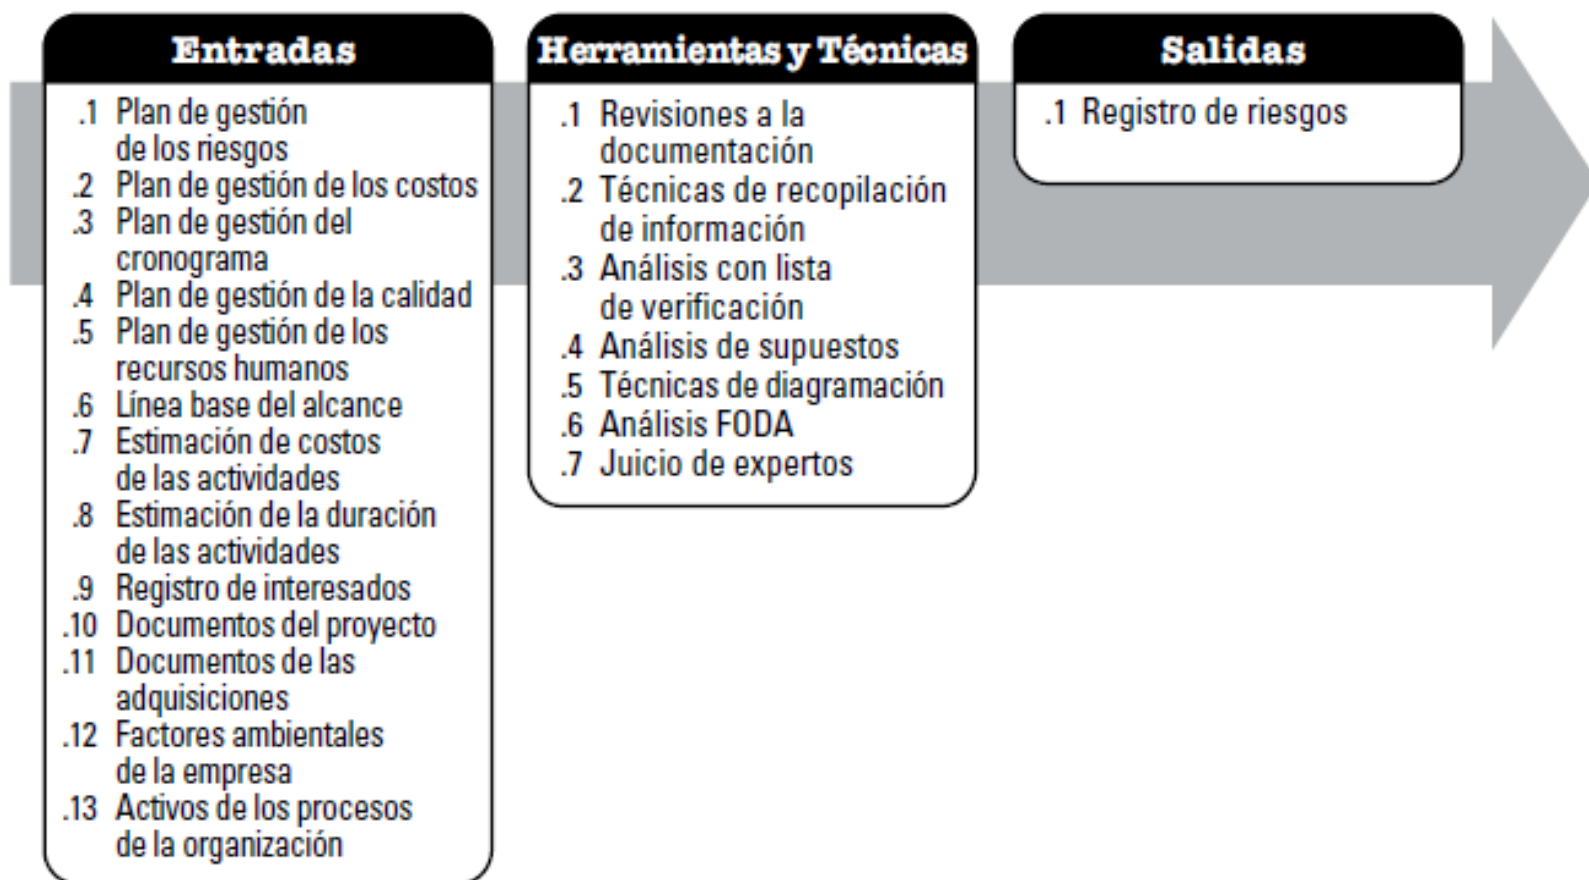 Entradas
.1 Plan de gestión
de los riesgos
.2 Plan de gestión de los costos
.3 Plan de gestión del
cronograma
.4 Plan de gestión de la calidad
.5 Plan de gestión de los
recursos humanos
.6 Línea base del alcance
.7 Estimación de costos
de las actividades
.8 Estimación de la duración
de las actividades
.9 Registro de interesados
.10 Documentos del proyecto
.11 Documentos de las
adquisiciones
.12 Factores ambientales
de la empresa
.13 Activos de los procesos
de la organización
Herramientas y Técnicas
.1 Revisiones a la
documentación
.2 Técnicas de recopilación
de información
.3 Análisis con lista
de verificación
.4 Análisis de supuestos
.5 Técnicas de diagramación
.6 Análisis FODA
.7 Juicio de expertos
Salidas
.1 Registro de riesgos